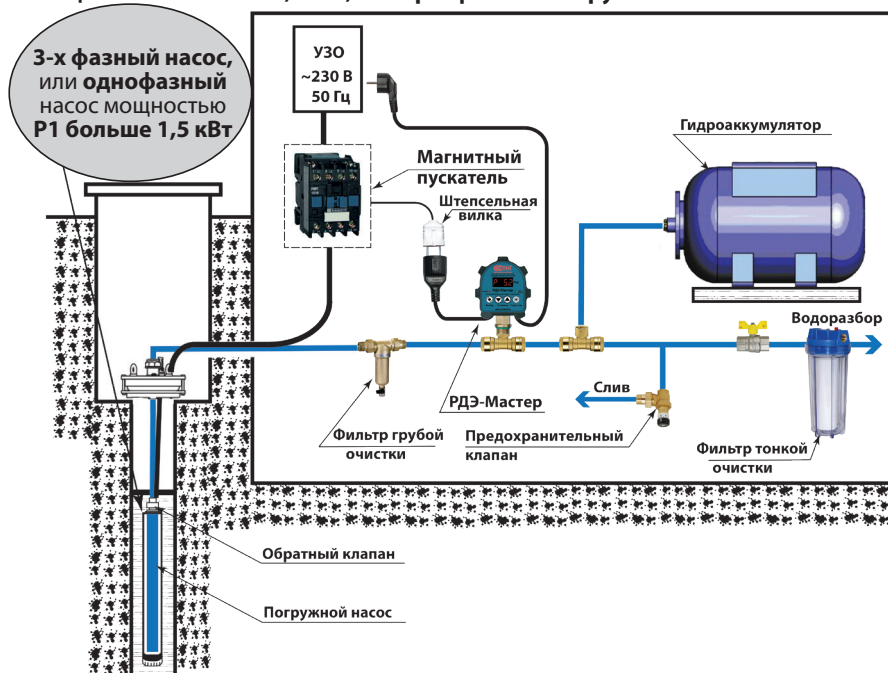 3-х фазный насос,
или однофазный
насос мощностью
Р1 больше 1,5 кВт
УЗО
~230 В
50 Гц
Магнитный
пускатель
Штепсельная
вилка
Гидроаккумулятор
Водоразбор
Слив
РДЭ-Мастер
Фильтр грубой
очистки
Предохранительный
клапан
Фильтр тонкой
очистки
Обратный клапан
Погружной насос